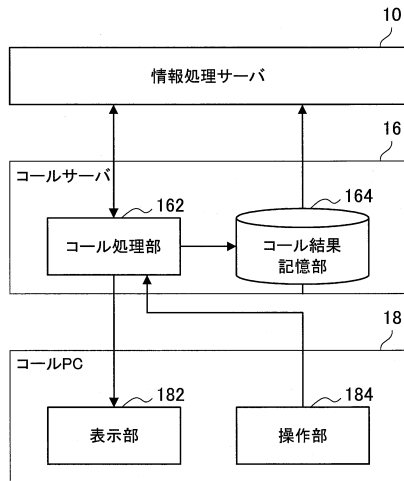 10
情報処理サーバ
16
コールサーバ
162
164
コール処理部
コール結果
記憶部
18
コールPC
182
184
表示部
操作部